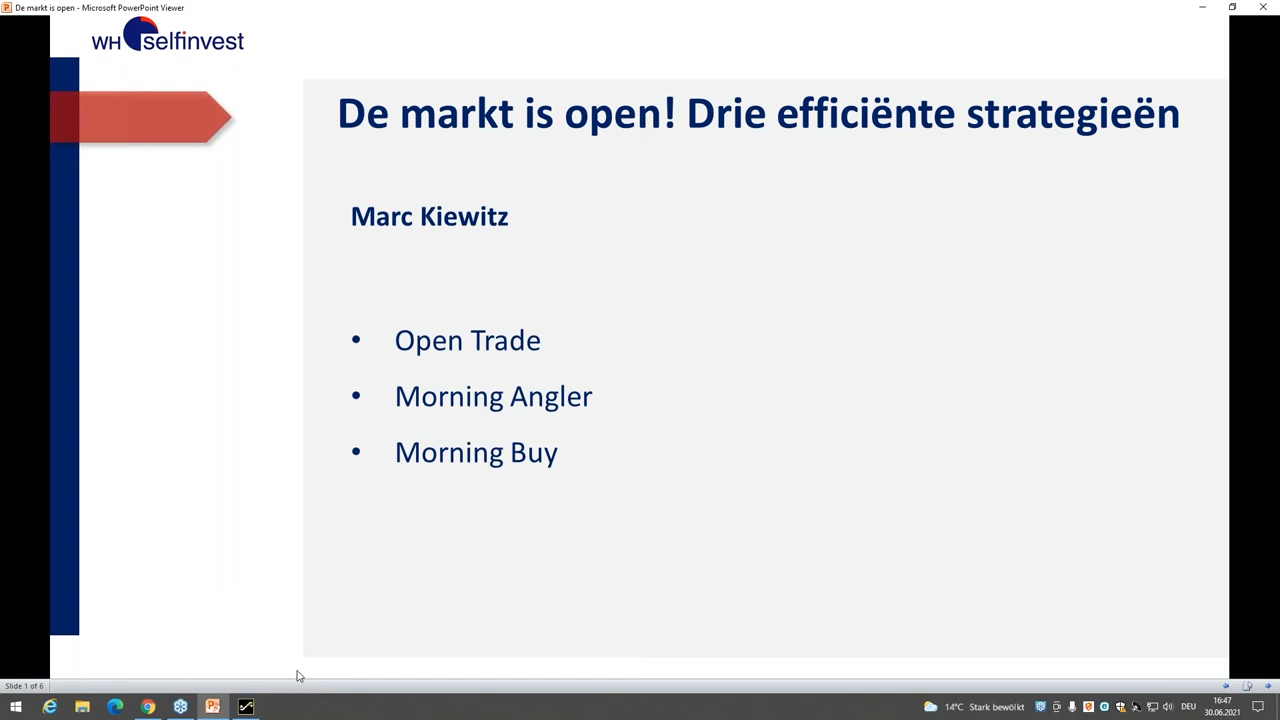 De markt is open - Microsoft PowerPoint Viewer
WH selfinvest
De markt is open! Drie efficiënte strategieën
Marc Kiewitz
• Open Trade
• Morning Angler
• Morning Buy
Slide 1 of 6
14°C Stark bewölkt
DEU
16:47
30.06.2021